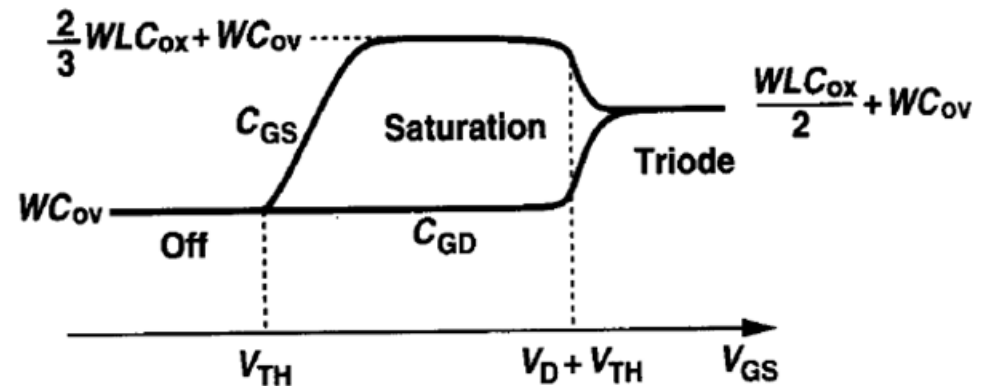 2/3 WLCox + WCov
WLCox/2 + WCov
CGS
Saturation
Triode
WCov
Off
CGD
VTH
VD + VTH
VGS